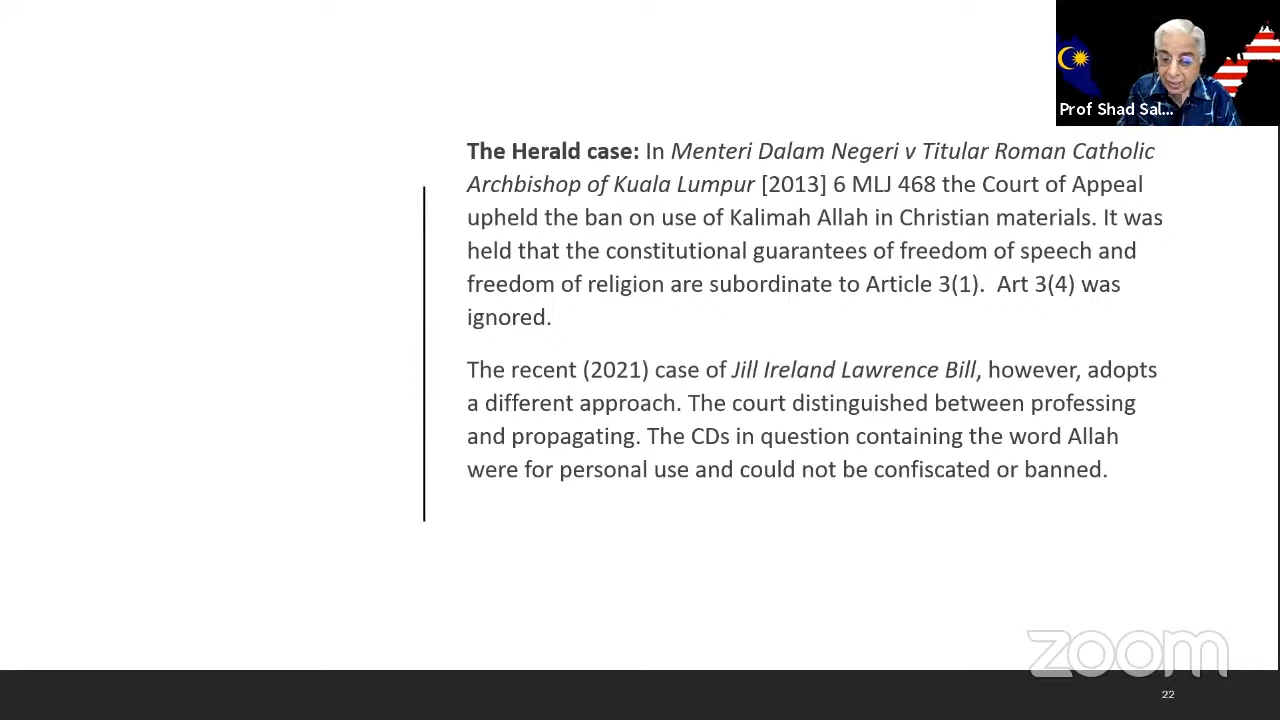 Prof Shad Sal...
The Herald case: In Menteri Dalam Negeri v Titular Roman Catholic
Archbishop of Kuala Lumpur [2013] 6 MLJ 468 the Court of Appeal
upheld the ban on use of Kalimah Allah in Christian materials. It was
held that the constitutional guarantees of freedom of speech and
freedom of religion are subordinate to Article 3(1).  Art 3(4) was
ignored.
The recent (2021) case of Jill Ireland Lawrence Bill, however, adopts
a different approach. The court distinguished between professing
and propagating. The CDs in question containing the word Allah
were for personal use and could not be confiscated or banned.
zoom
22